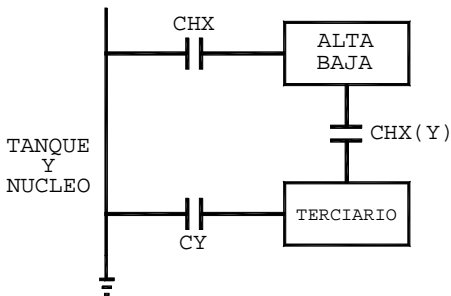 CHX
ALTA
BAJA
CHX(Y)
TANQUE
Y
NUCLEO
TERCIARIO
CY